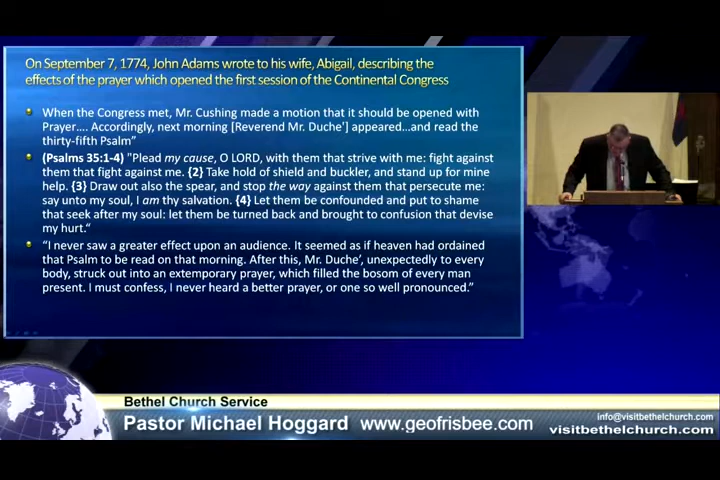 On September 7, 1774, John Adams wrote to his wife, Abigail, describing the
effects of the prayer which opened the first session of the Continental Congress
When the Congress met, Mr. Cushing made a motion that it should be opened with
Prayer…. Accordingly, next morning [Reverend Mr. Duche'] appeared…and read the
thirty-fifth Psalm”
(Psalms 35:1-4) "Plead my cause, O LORD, with them that strive with me: fight against
them that fight against me. {2} Take hold of shield and buckler, and stand up for mine
help. {3} Draw out also the spear, and stop the way against them that persecute me:
say unto my soul, I am thy salvation. {4} Let them be confounded and put to shame
that seek after my soul: let them be turned back and brought to confusion that devise
my hurt.“
“I never saw a greater effect upon an audience. It seemed as if heaven had ordained
that Psalm to be read on that morning. After this, Mr. Duche’, unexpectedly to every
body, struck out into an extemporary prayer, which filled the bosom of every man
present. I must confess, I never heard a better prayer, or one so well pronounced.”
Bethel Church Service
Pastor Michael Hoggard www.geofrisbee.com
info@visitbethelchurch.com
visitbethelchurch.com